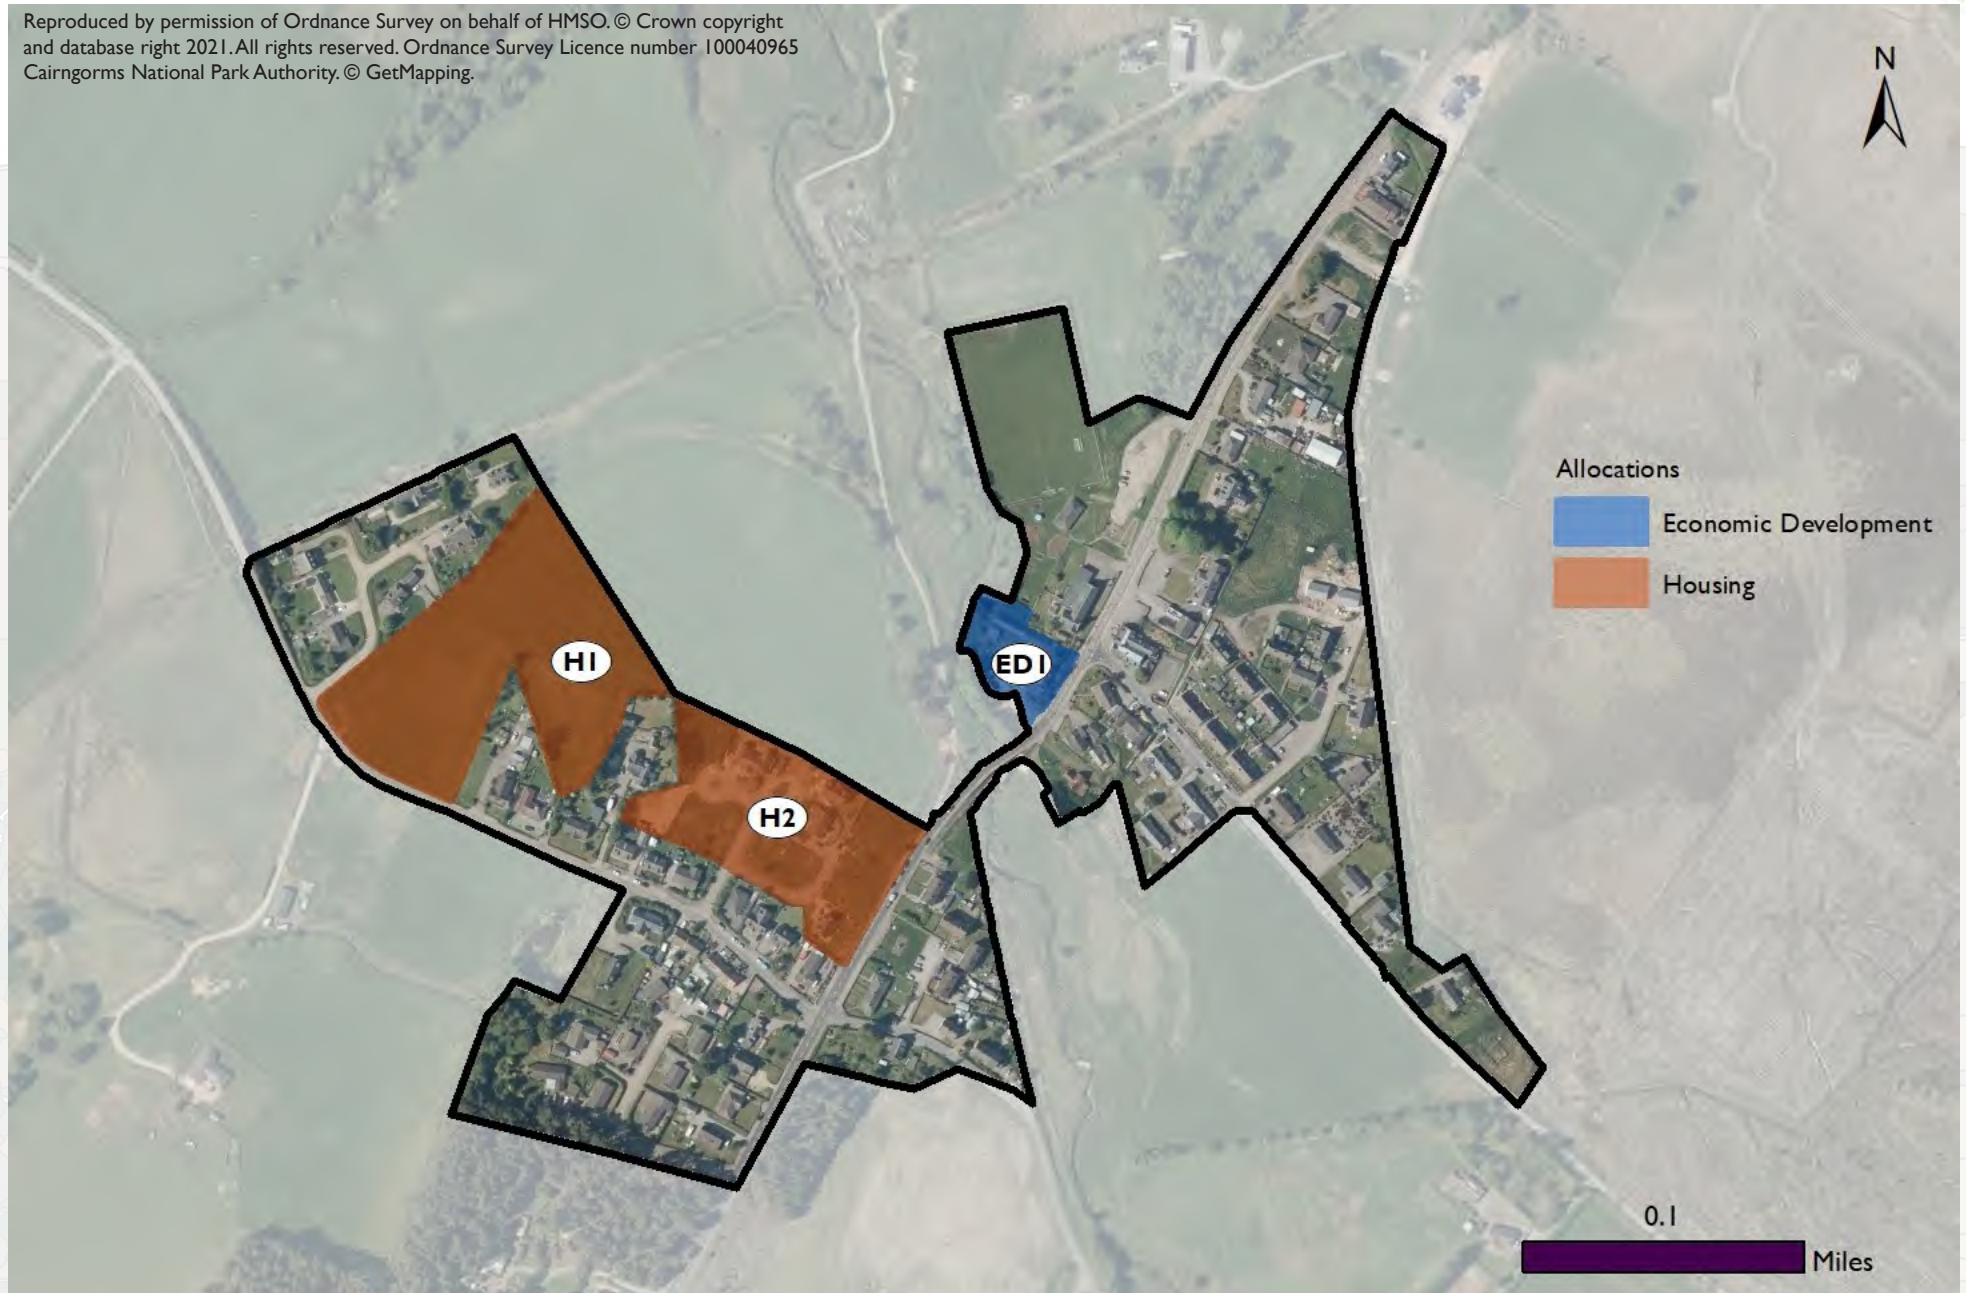 Reproduced by permission of Ordnance Survey on behalf of HMSO. © Crown copyright
and database right 2021. All rights reserved. Ordnance Survey Licence number 100040965
Cairngorms National Park Authority. © GetMapping.
N
Allocations
Economic Development
Housing
H1
ED1
H2
0.1
Miles